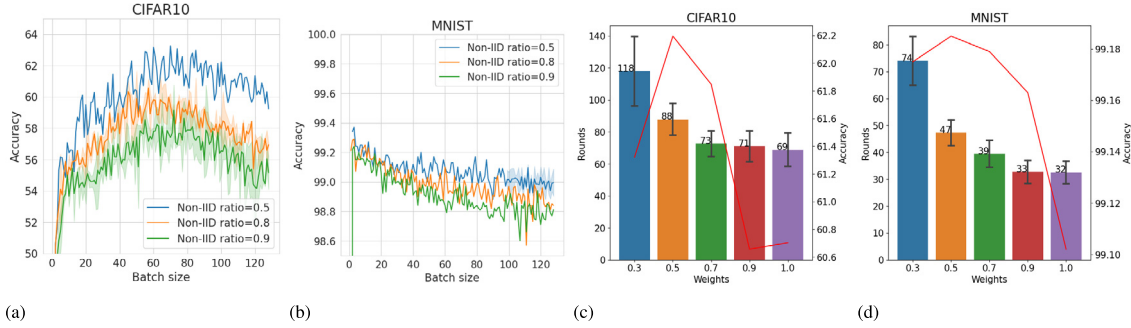 CIFAR10
Accuracy
64
62
60
58
56
54
52
50
0 20 40 60 80 100 120
Batch size
Non-IID ratio=0.5
Non-IID ratio=0.8
Non-IID ratio=0.9
(a)
MNIST
Accuracy
100.0
99.8
99.6
99.4
99.2
99.0
98.8
98.6
0 20 40 60 80 100 120
Batch size
Non-IID ratio=0.5
Non-IID ratio=0.8
Non-IID ratio=0.9
(b)
CIFAR10
Rounds
140
120
100
80
60
40
20
0
118
88
73
71
69
0.3 0.5 0.7 0.9 1.0
Weights
62.2
62.0
61.8
61.6
61.4
61.2
61.0
60.8
60.6
Accuracy
(c)
MNIST
Rounds
80
70
60
50
40
30
20
10
0
74
47
39
33
32
0.3 0.5 0.7 0.9 1.0
Weights
99.18
99.16
99.14
99.12
99.10
Accuracy
(d)